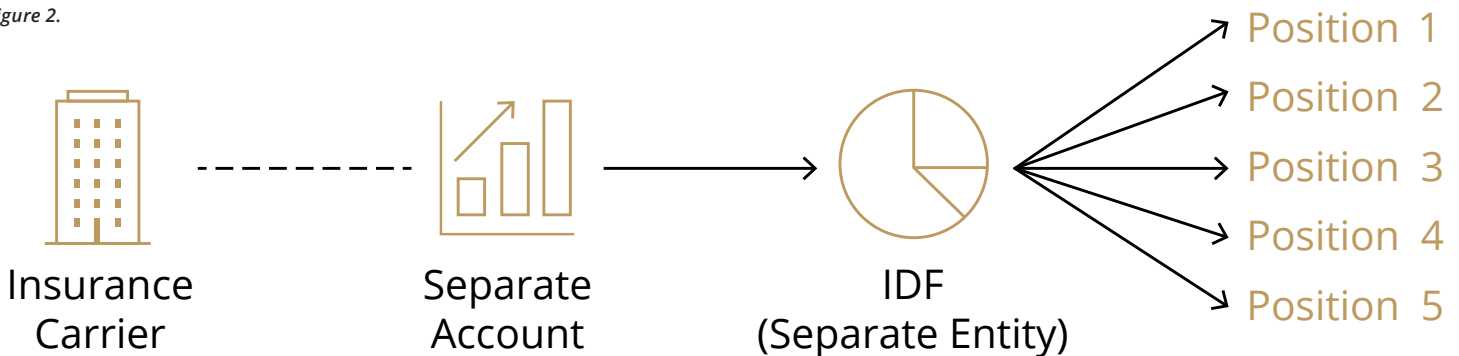 igure 2.
Insurance
Carrier
Separate
Account
IDF
(Separate Entity)
Position 1
Position 2
Position 3
Position 4
Position 5